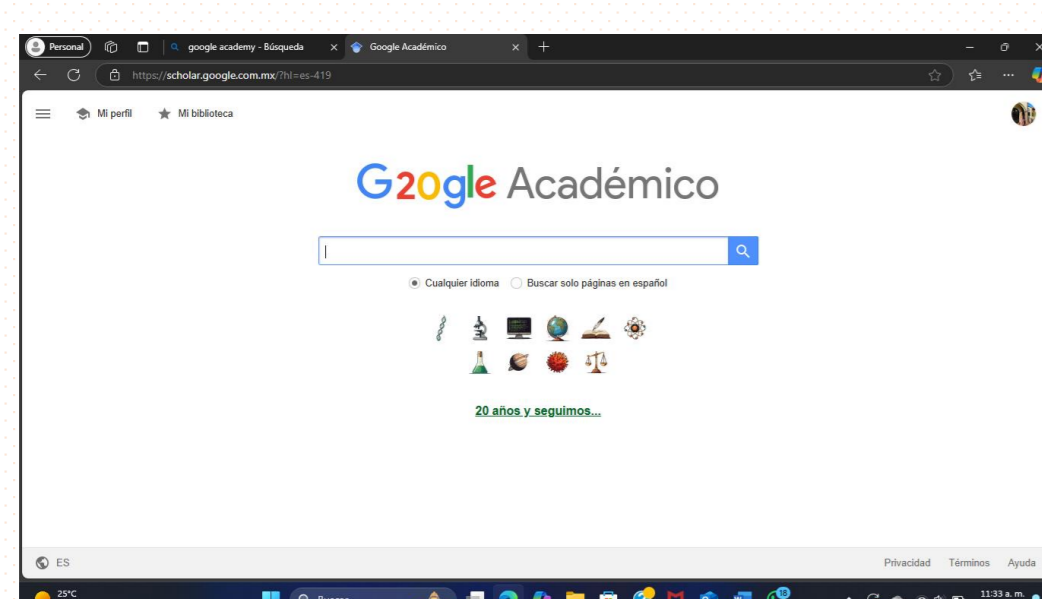 Personal
google academy - Búsqueda
Google Académico
https://scholar.google.com.mx/?hl=es-419
Mi perfil
Mi biblioteca
G20gle Académico
Cualquier idioma
Buscar solo páginas en español
20 años y seguimos...
ES
Privacidad
Términos
Ayuda
25°C
18
11:33 a. m.